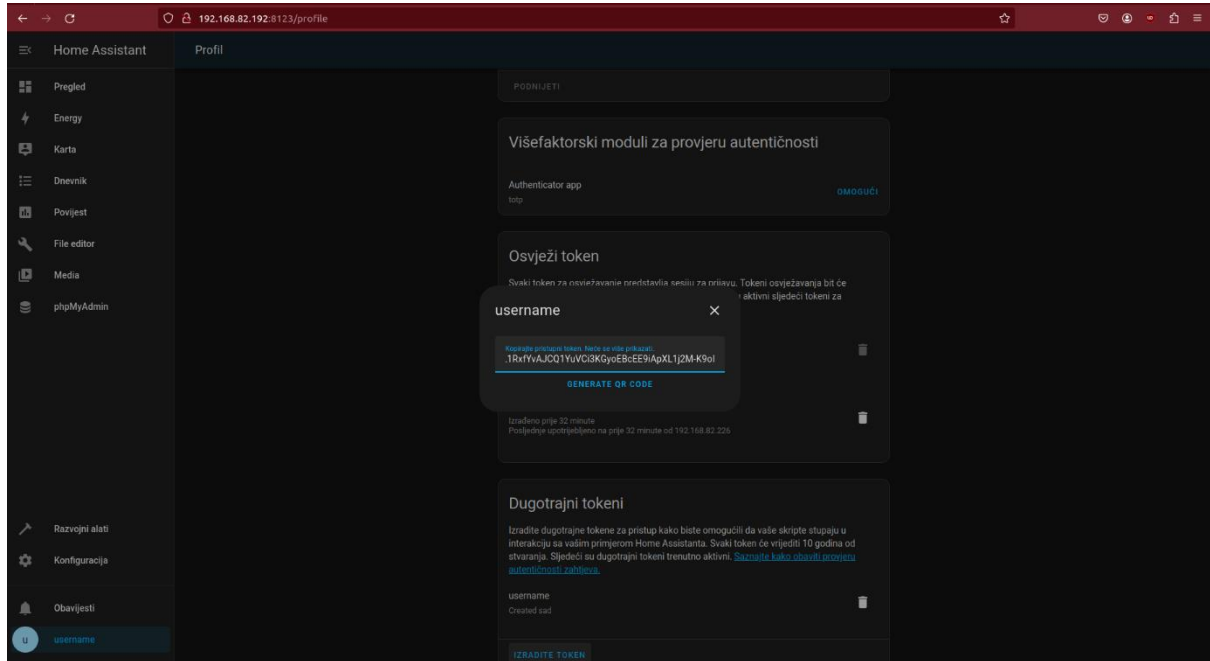 192.168.82.192:8123/profile
Home Assistant
Profil
Pregled
Energy
Karta
Dnevnik
Povijest
File editor
Media
phpMyAdmin
Razvojni alati
Konfiguracija
Obavijesti
u username
PODNIJETI
Višefaktorski moduli za provjeru autentičnosti
Authenticator app
totp
OMOGUĆI
Osvježi token
Svaki token za osvježavanje predstavlja sesiju za prijavu. Tokeni osvježavanja bit će
aktivni sljedeći tokeni za
username
Kopirajte pristupni token. Neće se više prikazati.
.1RxfYvAJCQ1YuVCi3KGyoEBcEE9iApXL1j2M-K9oI
GENERATE QR CODE
Izrađeno prije 32 minute
Posljednje upotrijebljeno na prije 32 minute od 192.168.82.226
Dugotrajni tokeni
Izradite dugotrajne tokene za pristup kako biste omogućili da vaše skripte stupaju u
interakciju sa vašim primjerom Home Assistanta. Svaki token će vrijediti 10 godina od
stvaranja. Sljedeći su dugotrajni tokeni trenutno aktivni. Saznajte kako obaviti provjeru
autentičnosti zahtjeva.
username
Created sad
IZRADITE TOKEN